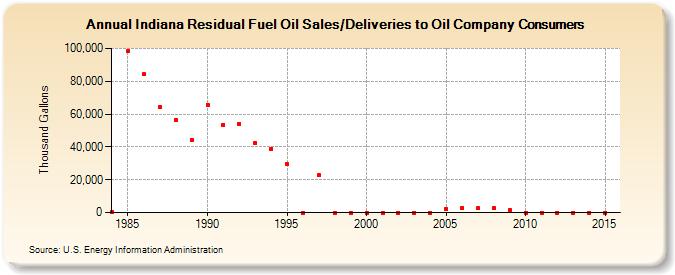 Annual Indiana Residual Fuel Oil Sales/Deliveries to Oil Company Consumers
Thousand Gallons
100,000
80,000
60,000
40,000
20,000
0
1985 1990 1995 2000 2005 2010 2015
Source: U.S. Energy Information Administration